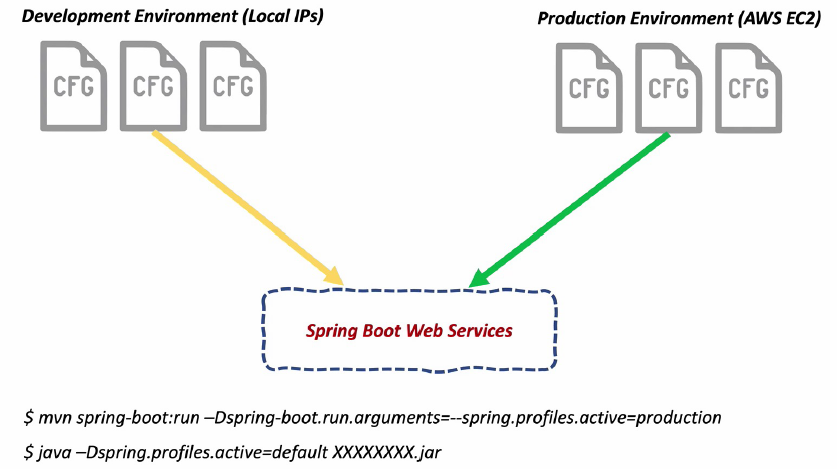 Development Environment (Local IPs)
Production Environment (AWS EC2)
CFG CFG CFG
CFG CFG CFG
Spring Boot Web Services
$ mvn spring-boot:run –Dspring-boot.run.arguments=--spring.profiles.active=production
$ java –Dspring.profiles.active=default XXXXXXXX.jar